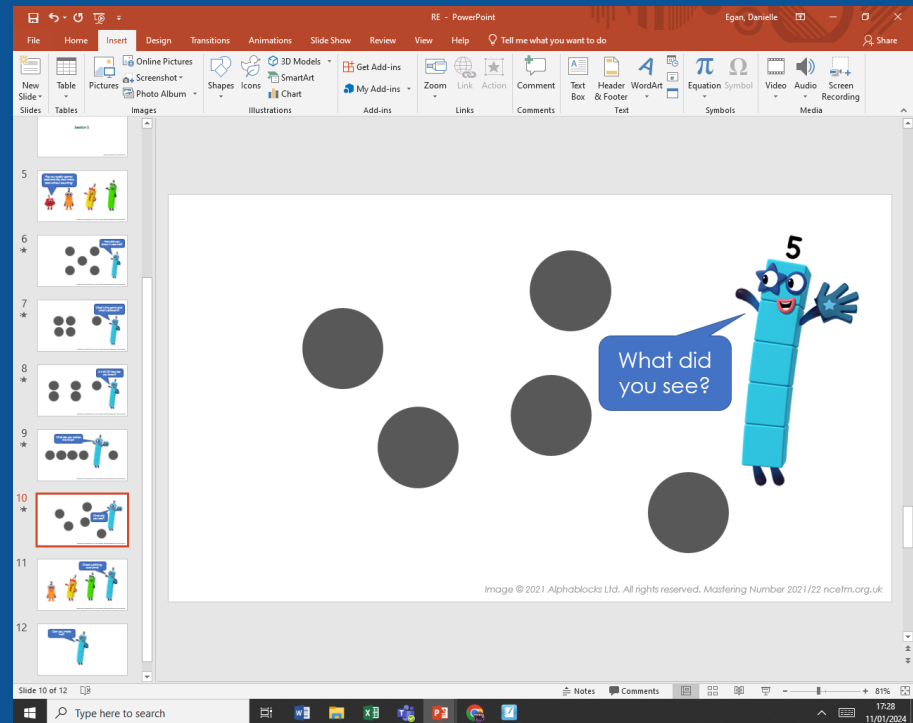 RE - PowerPoint
Egan, Danielle
File Home Insert Design Transitions Animations Slide Show Review View Help Tell me what you want to do
Share
New Slide
Table
Pictures
Online Pictures
Screenshot
Photo Album
Shapes
Icons
3D Models
SmartArt
Chart
Get Add-ins
My Add-ins
Zoom
Link
Action
Comment
Text Box
Header & Footer
WordArt
Equation
Symbol
Video
Audio
Screen Recording
Slides Tables Images Illustrations Add-ins Links Comments Text Symbols Media
5
6
7
8
9
10
11
12
5
What did
you see?
Image © 2021 Alphablocks Ltd. All rights reserved. Mastering Number 2021/22 ncetm.org.uk
Slide 10 of 12
Notes Comments
81%
Type here to search
17:28
11/01/2024